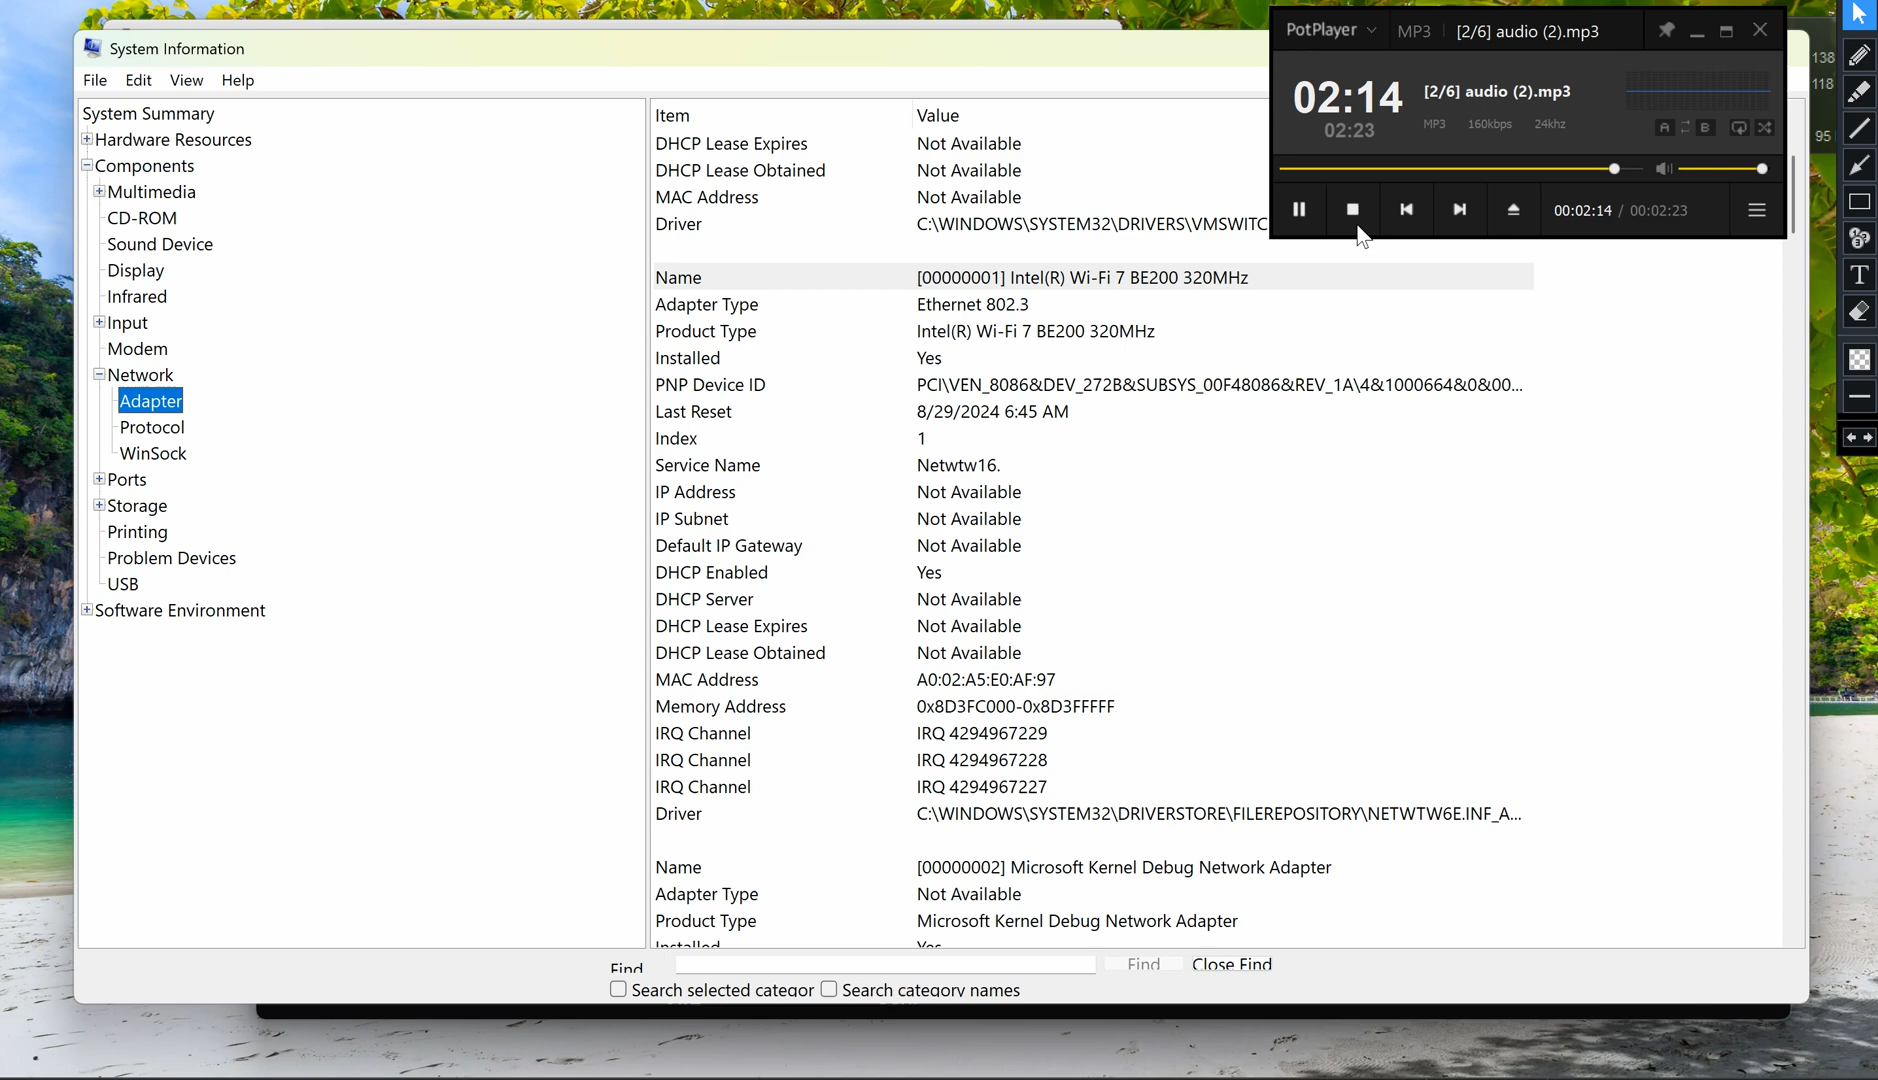 System Information
File Edit View Help
System Summary
Hardware Resources
Components
Multimedia
CD-ROM
Sound Device
Display
Infrared
Input
Modem
Network
Adapter
Protocol
WinSock
Ports
Storage
Printing
Problem Devices
USB
Software Environment
Item Value
DHCP Lease Expires Not Available
DHCP Lease Obtained Not Available
MAC Address Not Available
Driver C:\WINDOWS\SYSTEM32\DRIVERS\VMSWITC
Name [00000001] Intel(R) Wi-Fi 7 BE200 320MHz
Adapter Type Ethernet 802.3
Product Type Intel(R) Wi-Fi 7 BE200 320MHz
Installed Yes
PNP Device ID PCI\VEN_8086&DEV_272B&SUBSYS_00F48086&REV_1A\4&1000664&0&00...
Last Reset 8/29/2024 6:45 AM
Index 1
Service Name Netwtw16.
IP Address Not Available
IP Subnet Not Available
Default IP Gateway Not Available
DHCP Enabled Yes
DHCP Server Not Available
DHCP Lease Expires Not Available
DHCP Lease Obtained Not Available
MAC Address A0:02:A5:E0:AF:97
Memory Address 0x8D3FC000-0x8D3FFFFF
IRQ Channel IRQ 4294967229
IRQ Channel IRQ 4294967228
IRQ Channel IRQ 4294967227
Driver C:\WINDOWS\SYSTEM32\DRIVERSTORE\FILEREPOSITORY\NETWTW6E.INF_A...
Name [00000002] Microsoft Kernel Debug Network Adapter
Adapter Type Not Available
Product Type Microsoft Kernel Debug Network Adapter
Installed Yes
Find Find Close Find
Search selected categor Search category names
PotPlayer MP3 [2/6] audio (2).mp3
02:14 [2/6] audio (2).mp3
02:23 MP3 160kbps 24khz A B
00:02:14 / 00:02:23
138
118
95
T